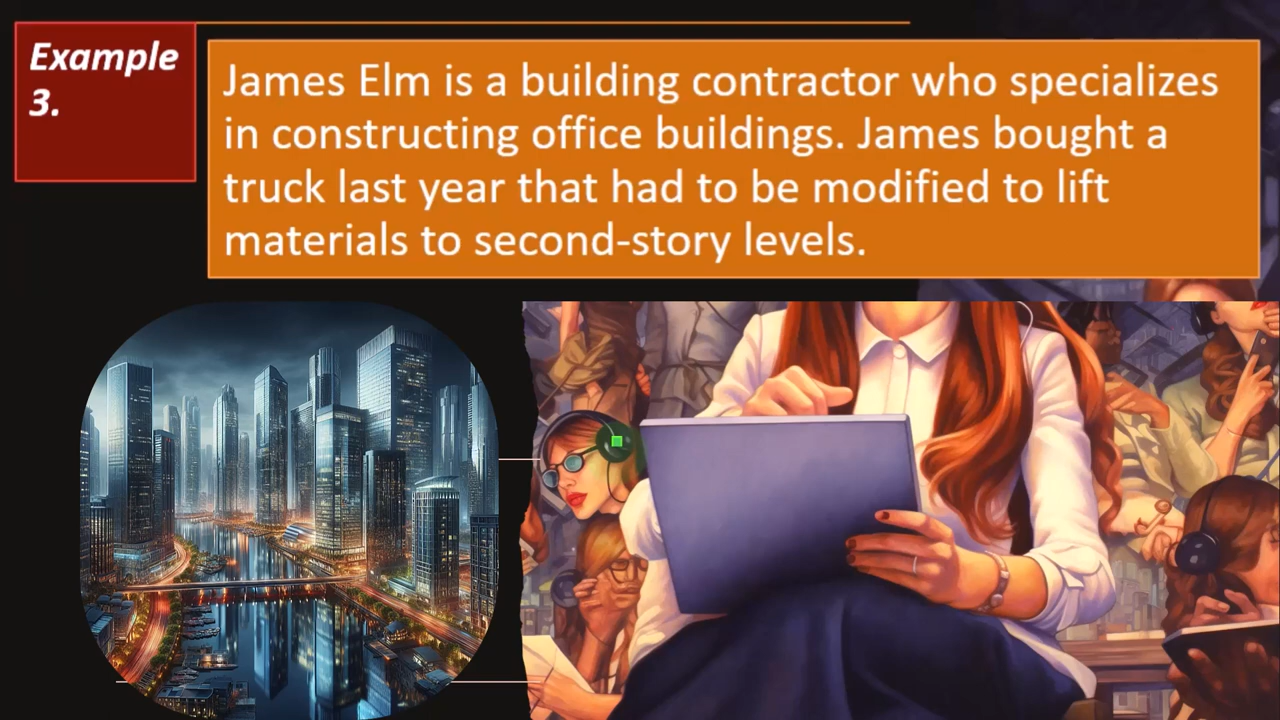 Example
3.
James Elm is a building contractor who specializes
in constructing office buildings. James bought a
truck last year that had to be modified to lift
materials to second-story levels.